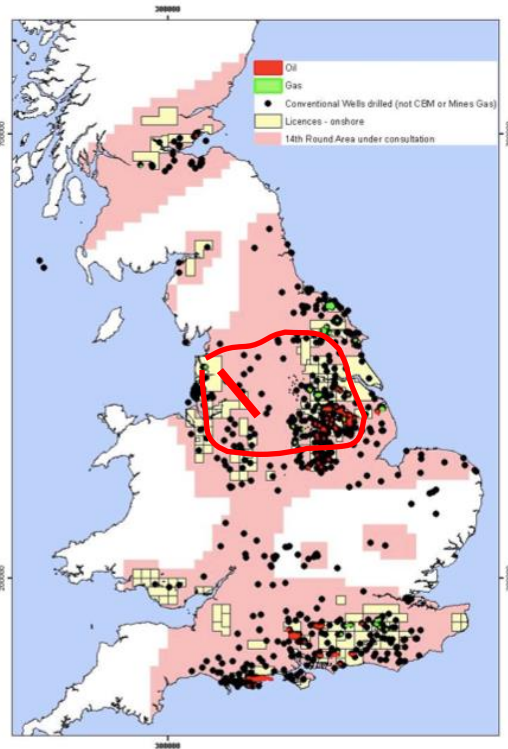 300000
Oil
Gas
Conventional Wells drilled (not CBM or Mines Gas)
Licences - onshore
14th Round Area under consultation
300000